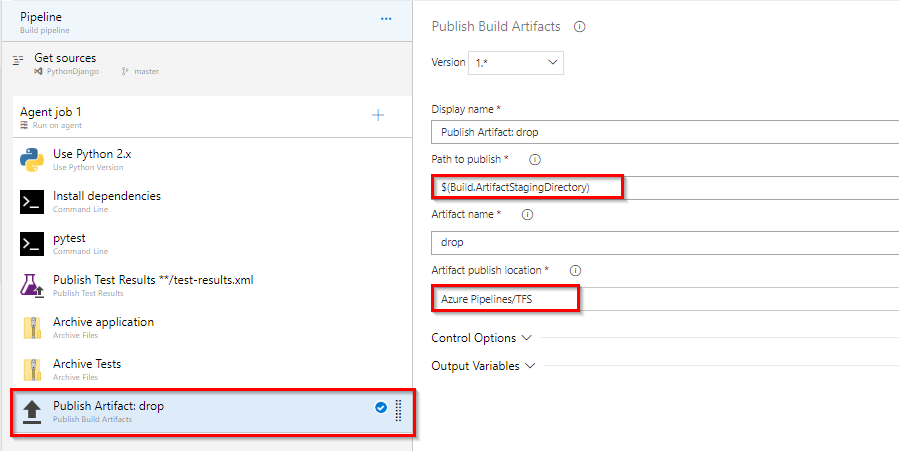 Pipeline
...
Build pipeline
Get sources
PythonDjango
master
Agent job 1
+
Run on agent
Use Python 2.x
Use Python Version
Install dependencies
Command Line
pytest
Command Line
Publish Test Results **/test-results.xml
Publish Test Results
Archive application
Archive Files
Archive Tests
Archive Files
Publish Artifact: drop
Publish Build Artifacts
Publish Build Artifacts
Version 1.*
Display name *
Publish Artifact: drop
Path to publish *
$(Build.ArtifactStagingDirectory)
Artifact name *
drop
Artifact publish location *
Azure Pipelines/TFS
Control Options
Output Variables